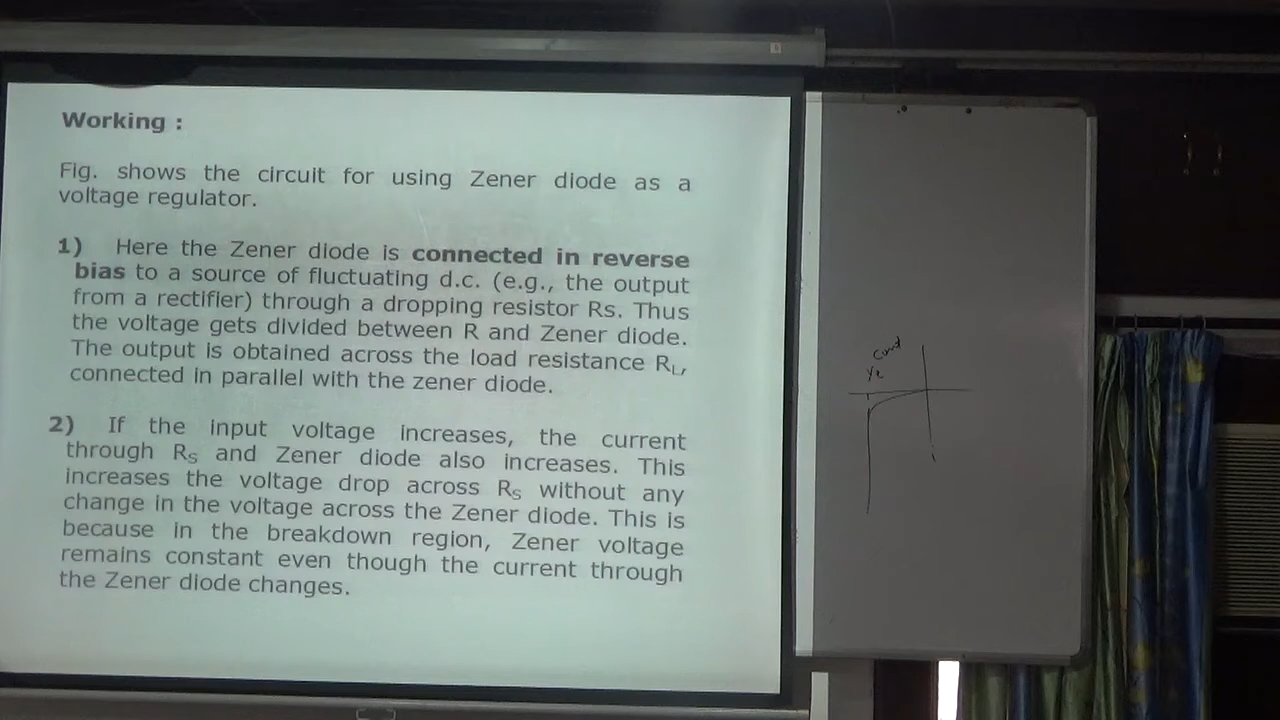 Working :
Fig. shows the circuit for using Zener diode as a
voltage regulator.
1) Here the Zener diode is connected in reverse
bias to a source of fluctuating d.c. (e.g., the output
from a rectifier) through a dropping resistor Rs. Thus
the voltage gets divided between R and Zener diode.
The output is obtained across the load resistance RL,
connected in parallel with the zener diode.
2) If the input voltage increases, the current
through RS and Zener diode also increases. This
increases the voltage drop across RS without any
change in the voltage across the Zener diode. This is
because in the breakdown region, Zener voltage
remains constant even though the current through
the Zener diode changes.